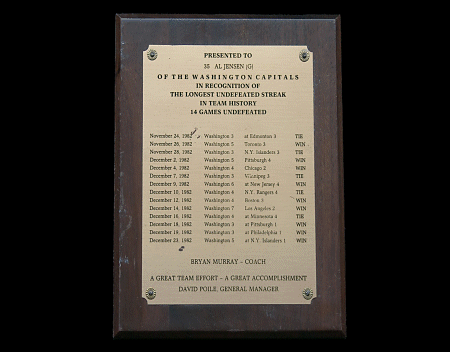 PRESENTED TO
35 AL JENSEN (G)
OF THE WASHINGTON CAPITALS
IN RECOGNITION OF
THE LONGEST UNDEFEATED STREAK
IN TEAM HISTORY
14 GAMES UNDEFEATED
November 24, 1982 Washington 3 at Edmonton 3 TIE
November 26, 1982 Washington 5 Toronto 3 WIN
November 28, 1982 Washington 3 N.Y. Islanders 3 TIE
December 2, 1982 Washington 5 Pittsburgh 4 WIN
December 4, 1982 Washington 4 Chicago 2 WIN
December 7, 1982 Washington 5 Winnipeg 3 TIE
December 9, 1982 Washington 6 at New Jersey 4 WIN
December 10, 1982 Washington 4 N.Y. Rangers 4 TIE
December 12, 1982 Washington 4 Boston 3 WIN
December 14, 1982 Washington 7 Los Angeles 2 WIN
December 16, 1982 Washington 4 at Minnesota 4 TIE
December 18, 1982 Washington 3 at Pittsburgh 1 WIN
December 19, 1982 Washington 3 at Philadelphia 1 WIN
December 23, 1982 Washington 5 at N.Y. Islanders 1 WIN
BRYAN MURRAY – COACH
A GREAT TEAM EFFORT – A GREAT ACCOMPLISHMENT
DAVID POILE, GENERAL MANAGER